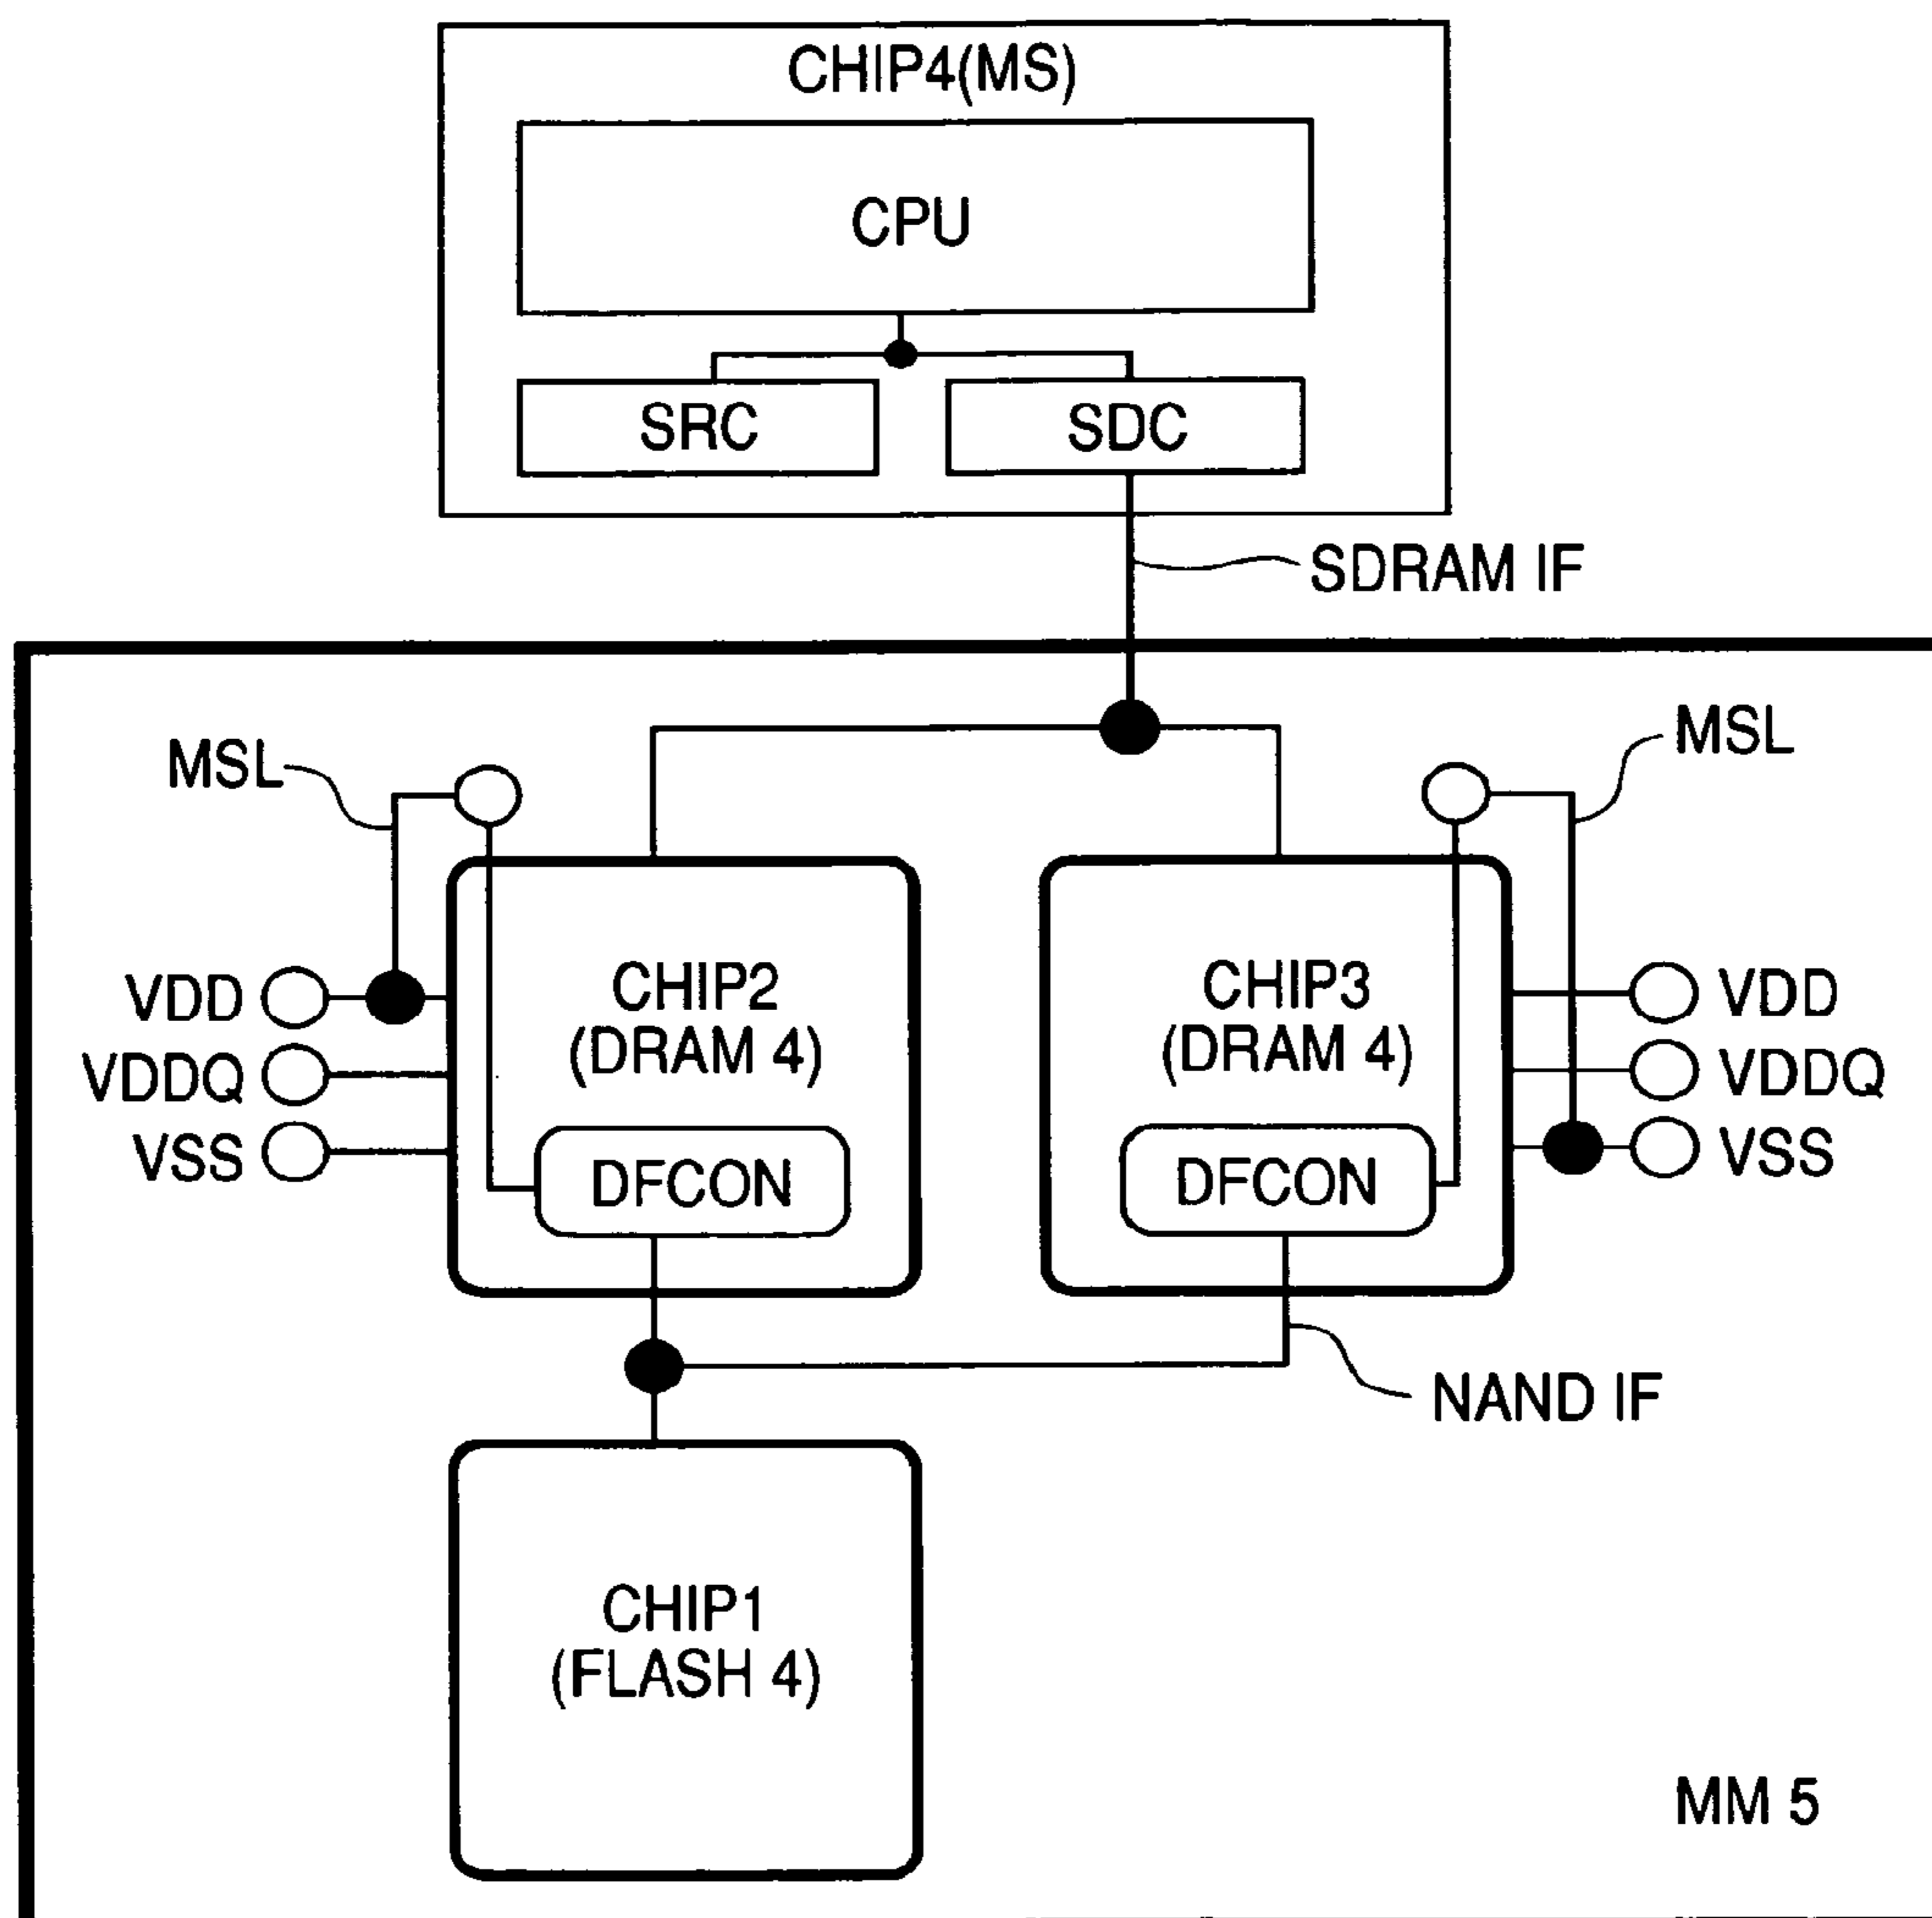 CHIP4(MS)
CPU
SRC
SDC
SDRAM IF
MSL
MSL
VDD
VDDQ
VSS
CHIP2
(DRAM 4)
DFCON
CHIP3
(DRAM 4)
DFCON
VDD
VDDQ
VSS
NAND IF
CHIP1
(FLASH 4)
MM 5